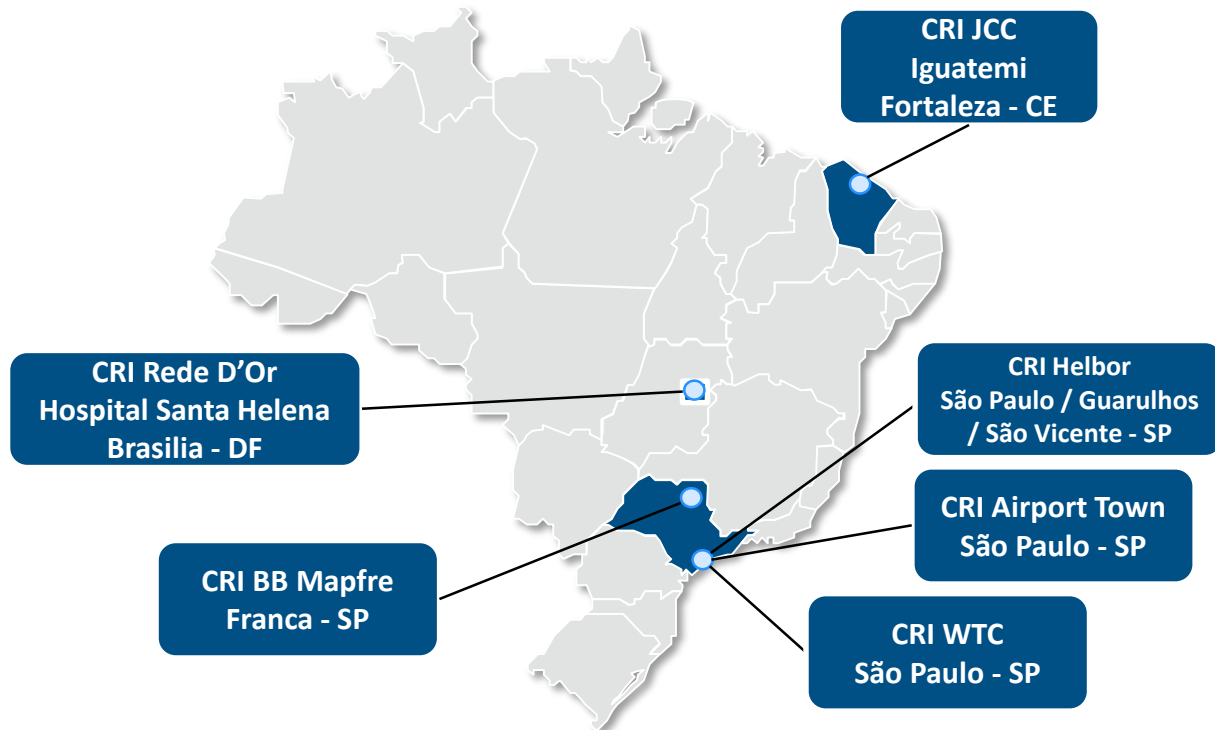 CRI JCC
Iguatemi
Fortaleza - CE
CRI Rede D’Or
Hospital Santa Helena
Brasilia - DF
CRI Helbor
São Paulo / Guarulhos
/ São Vicente - SP
CRI Airport Town
São Paulo - SP
CRI BB Mapfre
Franca - SP
CRI WTC
São Paulo - SP